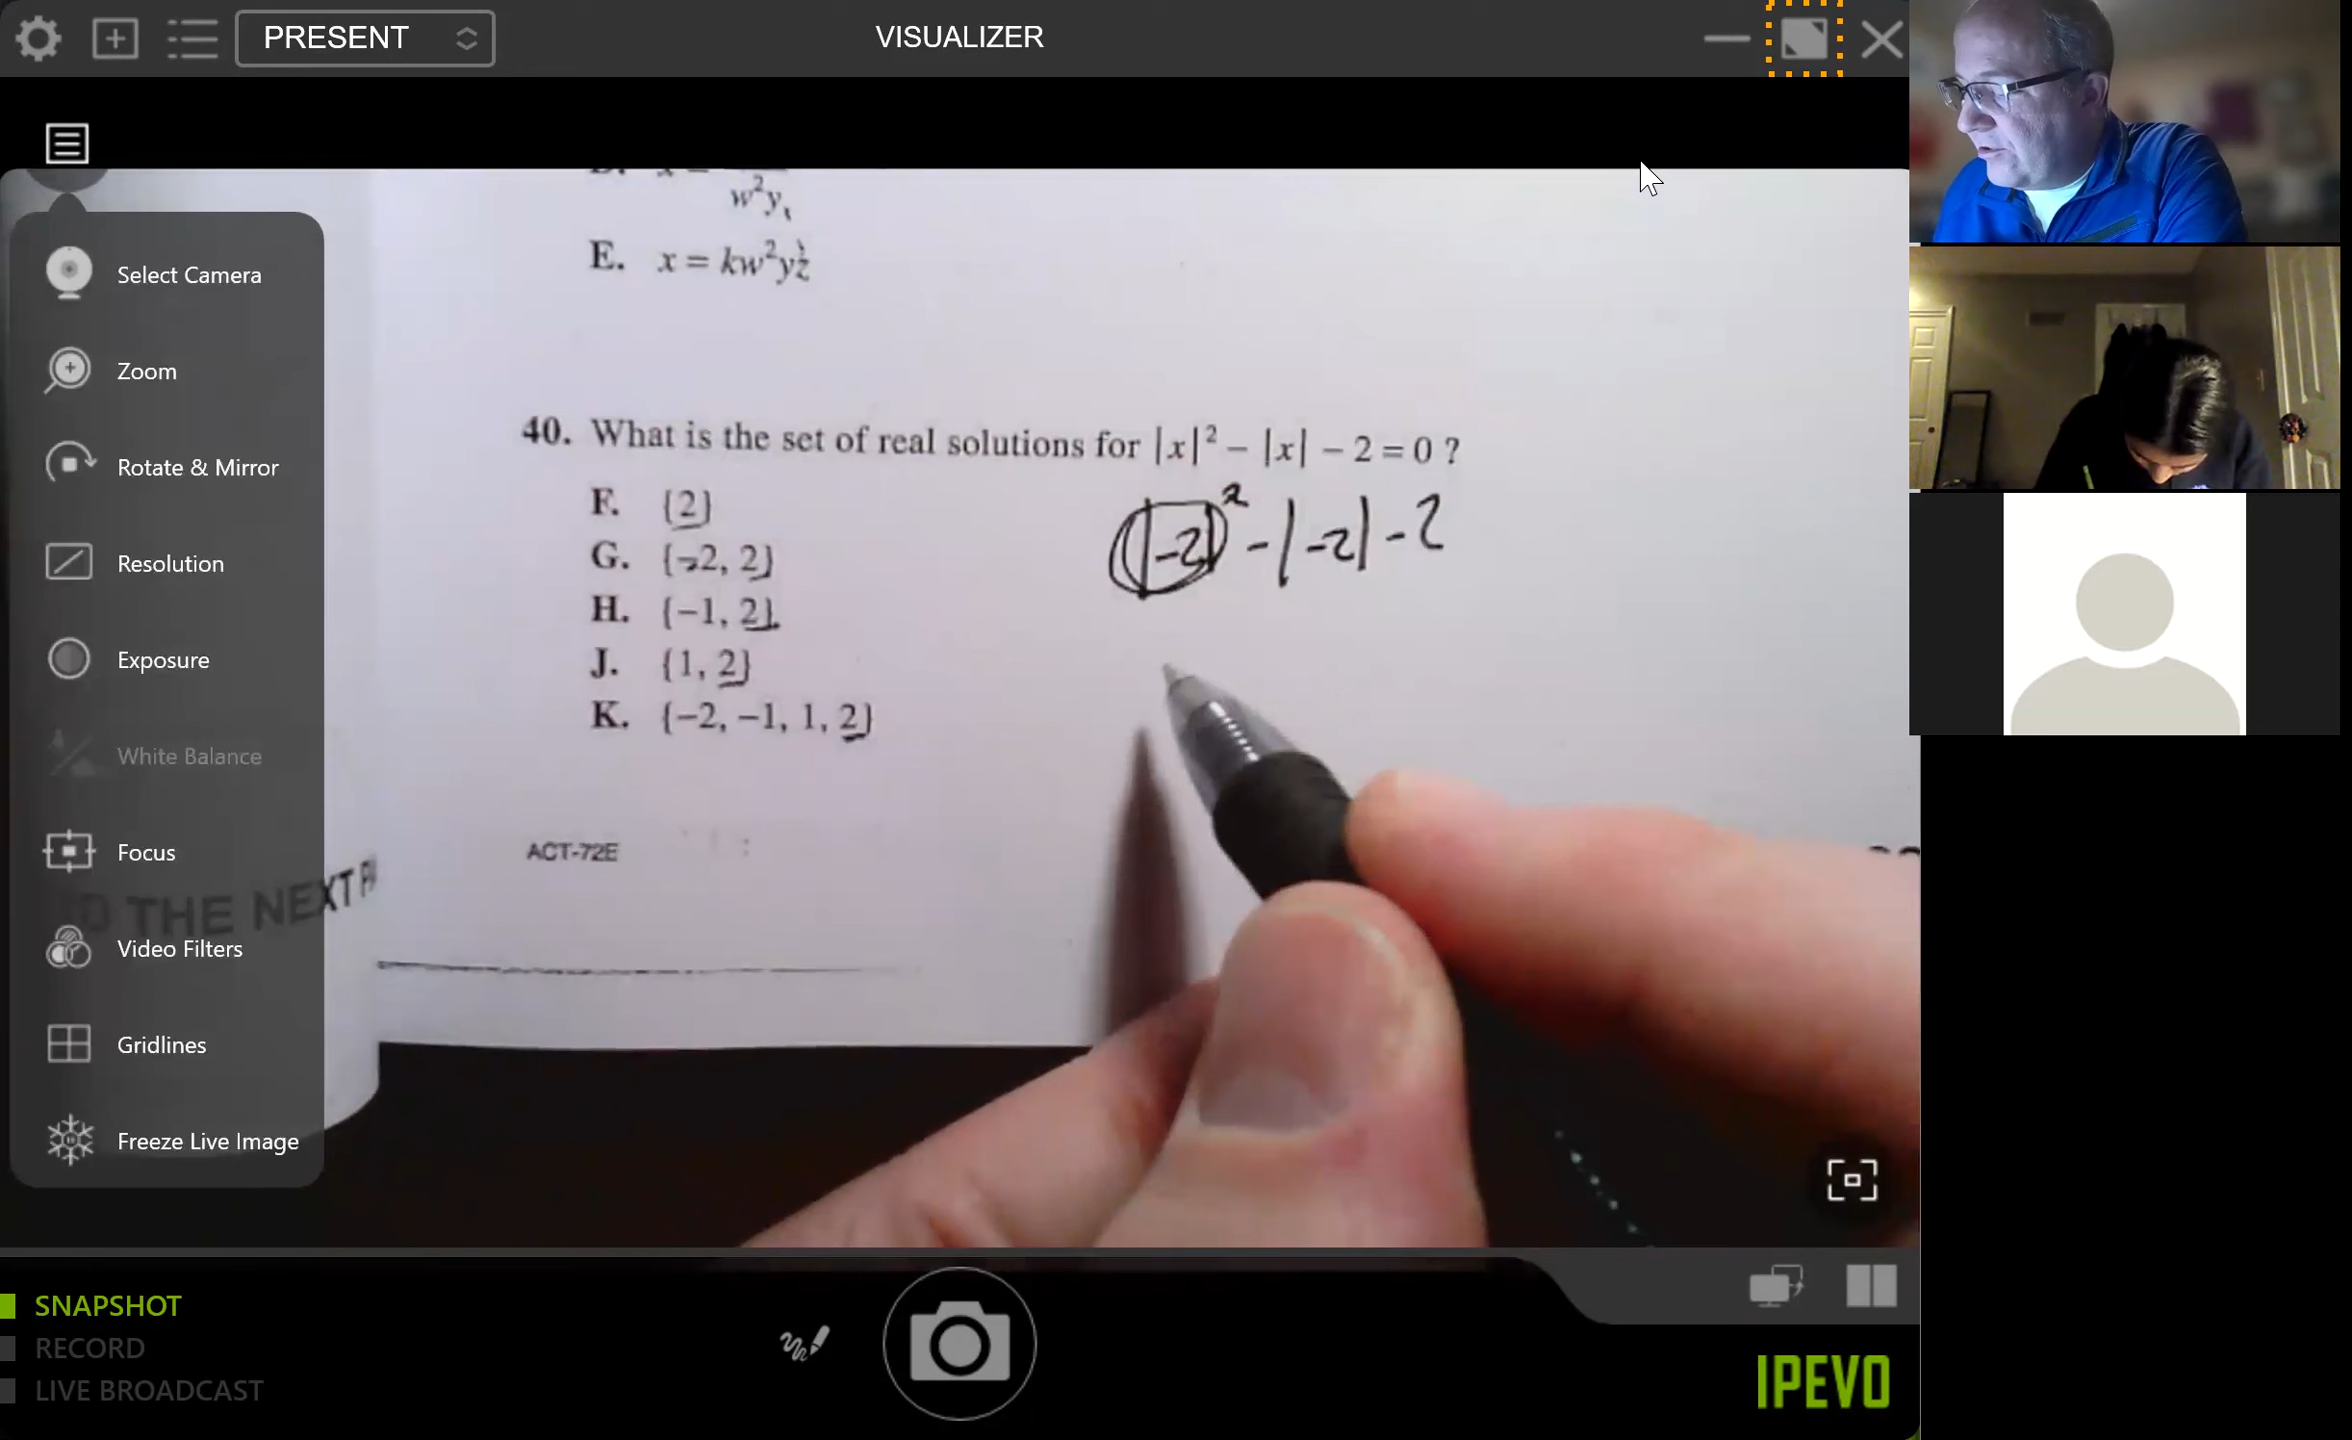 PRESENT
VISUALIZER
w²y
E. x = kw²yz
Select Camera
Zoom
Rotate & Mirror
Resolution
Exposure
White Balance
Focus
Video Filters
Gridlines
Freeze Live Image
40. What is the set of real solutions for |x|² − |x| − 2 = 0 ?
F. {2}
G. {−2, 2}
H. {−1, 2}
J. {1, 2}
K. {−2, −1, 1, 2}
(|-2|)² - |-2| - 2
ACT-72E
THE NEXT
SNAPSHOT
RECORD
LIVE BROADCAST
IPEVO